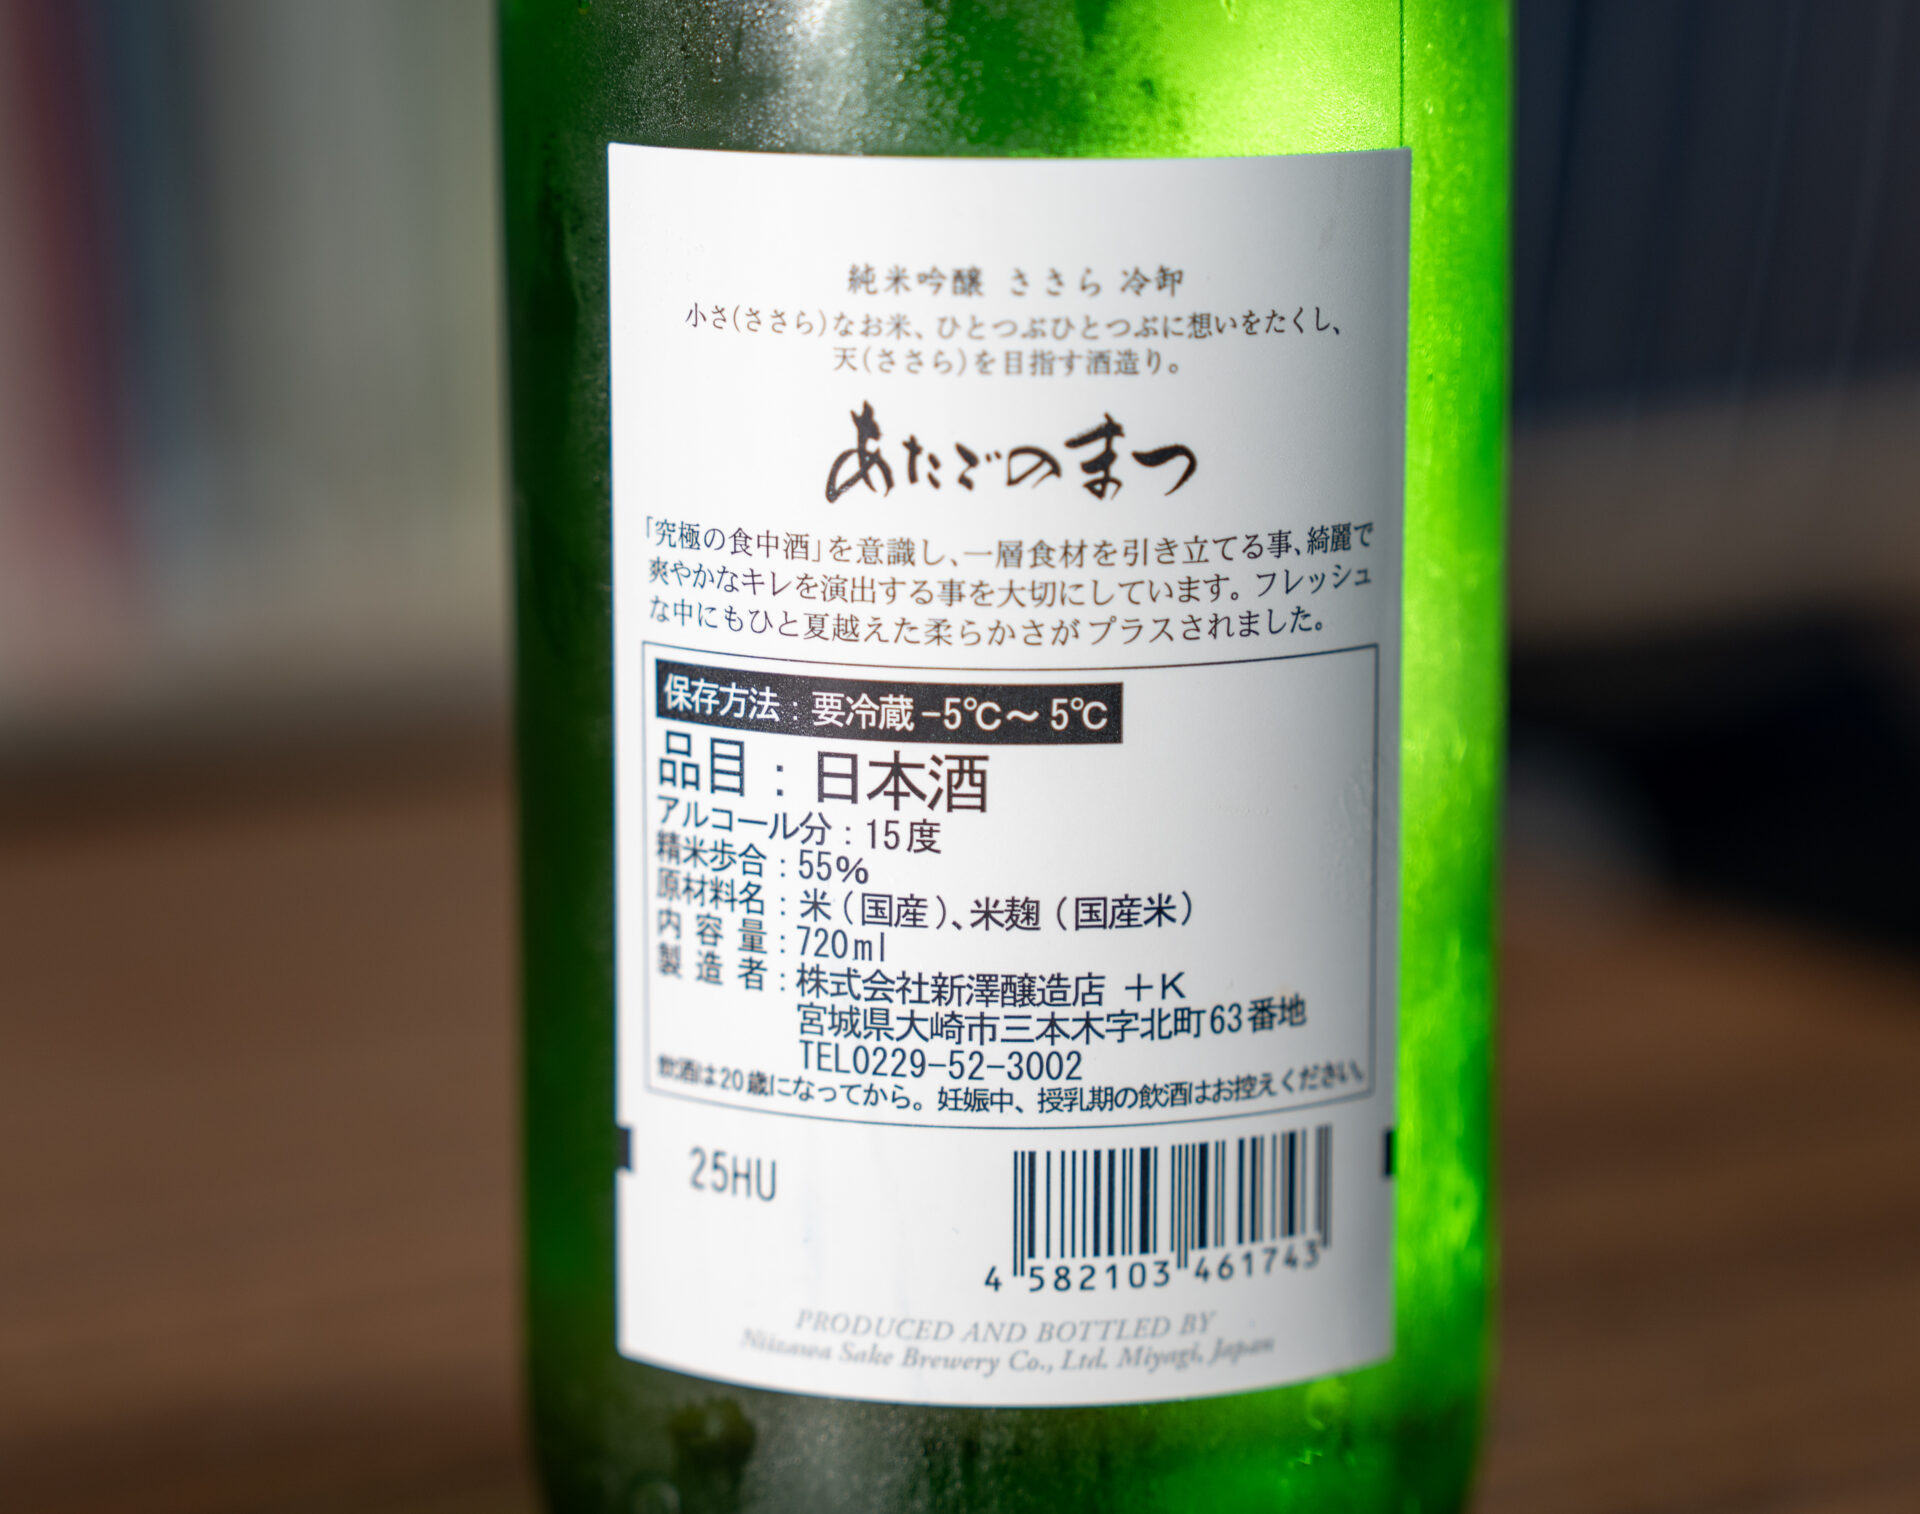 純米吟醸 ささら 冷卸
小さ(ささら)なお米、ひとつぶひとつぶに想いをたくし、
天(ささら)を目指す酒造り。
あたごのまつ
「究極の食中酒」を意識し、一層食材を引き立てる事、綺麗で
爽やかなキレを演出する事を大切にしています。フレッシュ
な中にもひと夏越えた柔らかさがプラスされました。
保存方法：要冷蔵 -5℃～ 5℃
品目：日本酒
アルコール分：15度
精米歩合：55%
原材料名：米（国産）、米麹（国産米）
内容量：720ml
製造者：株式会社新澤醸造店 +K
宮城県大崎市三本木字北町63番地
TEL0229-52-3002
飲酒は20歳になってから。妊娠中、授乳期の飲酒はお控えください。
25HU
4 582103 461743
PRODUCED AND BOTTLED BY
Niizawa Sake Brewery Co., Ltd. Miyagi, Japan